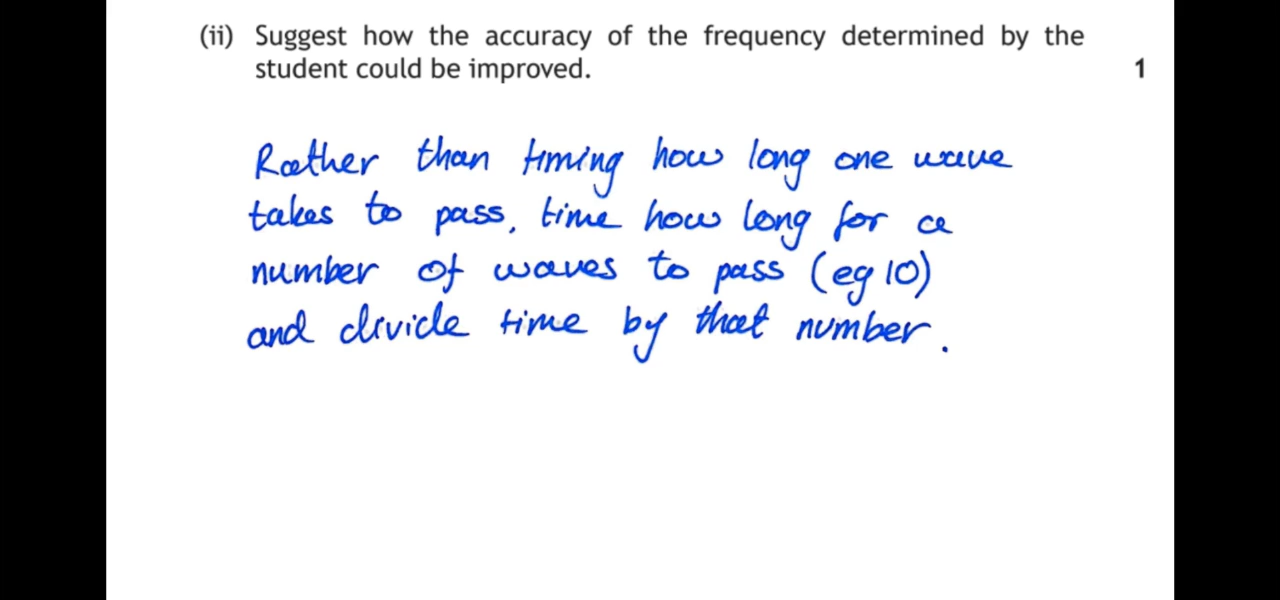 (ii) Suggest how the accuracy of the frequency determined by the
student could be improved. 1
Rather than timing how long one wave
takes to pass, time how long for a
number of waves to pass (eg 10)
and divide time by that number.